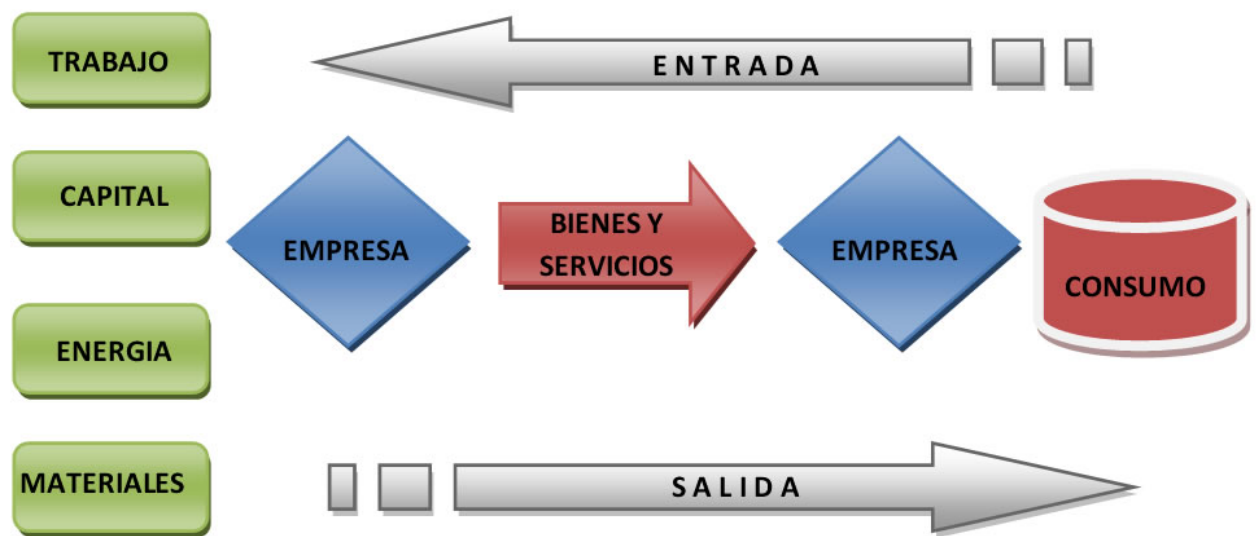 TRABAJO
ENTRADA
CAPITAL
EMPRESA
BIENES Y
SERVICIOS
EMPRESA
CONSUMO
ENERGIA
MATERIALES
SALIDA